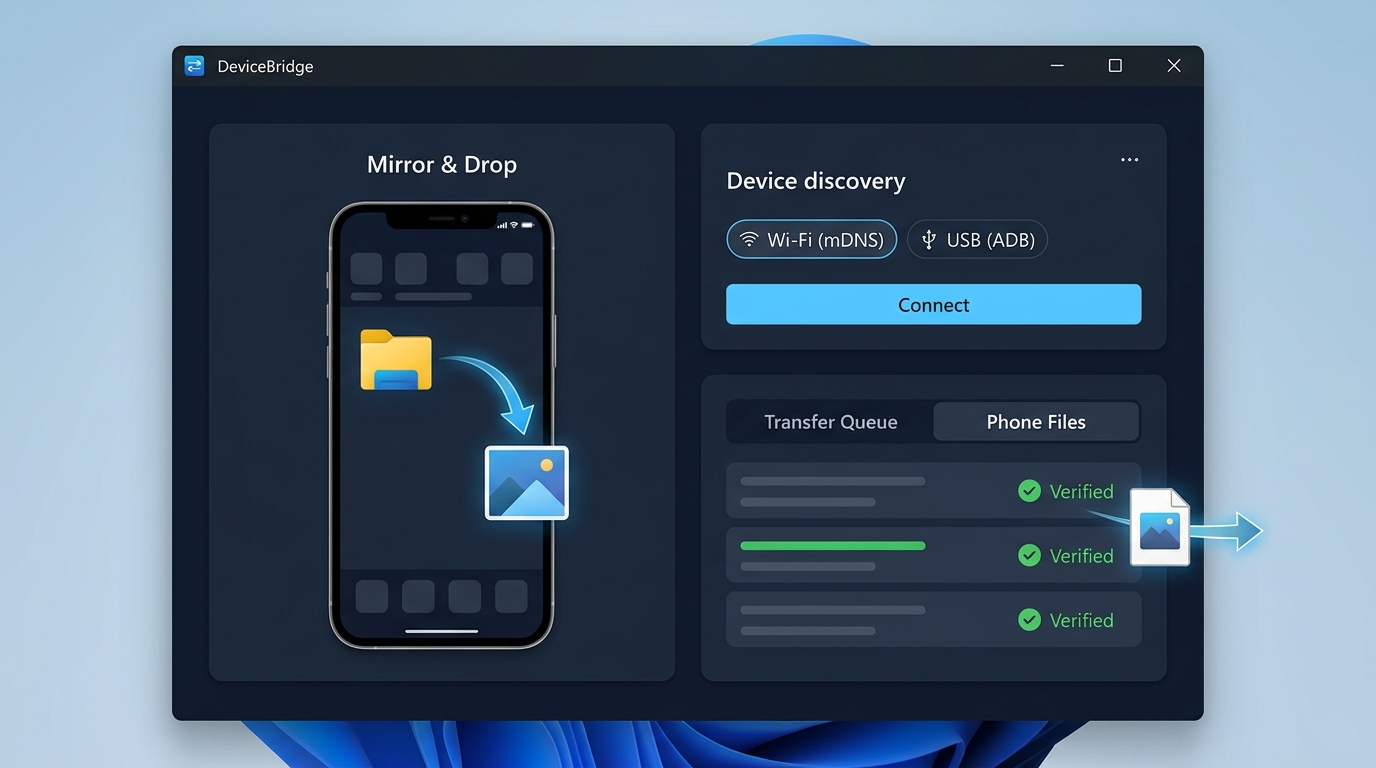 DeviceBridge
Mirror & Drop
Device discovery
Wi-Fi (mDNS)
USB (ADB)
Connect
Transfer Queue
Phone Files
Verified
Verified
Verified